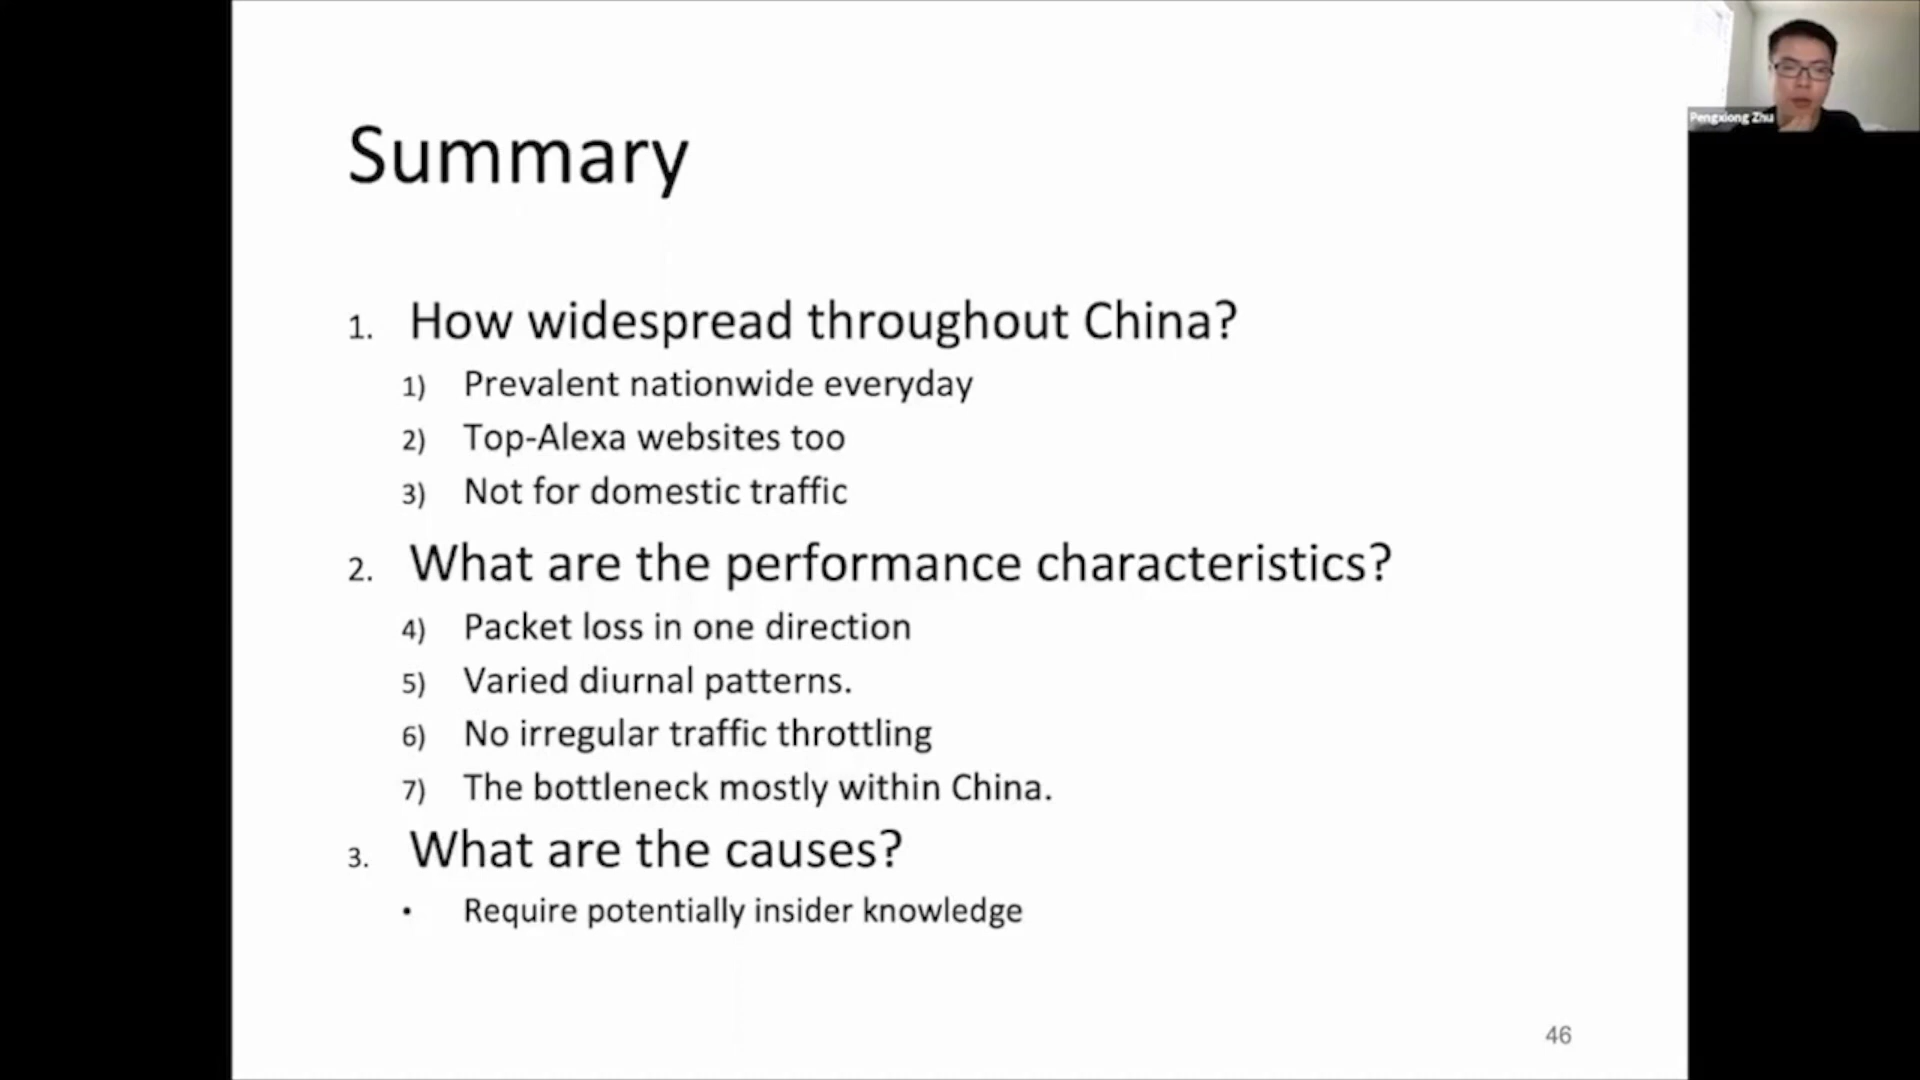 Pengxiong Zhu
Summary
1. How widespread throughout China?
1) Prevalent nationwide everyday
2) Top-Alexa websites too
3) Not for domestic traffic
2. What are the performance characteristics?
4) Packet loss in one direction
5) Varied diurnal patterns.
6) No irregular traffic throttling
7) The bottleneck mostly within China.
3. What are the causes?
• Require potentially insider knowledge
46